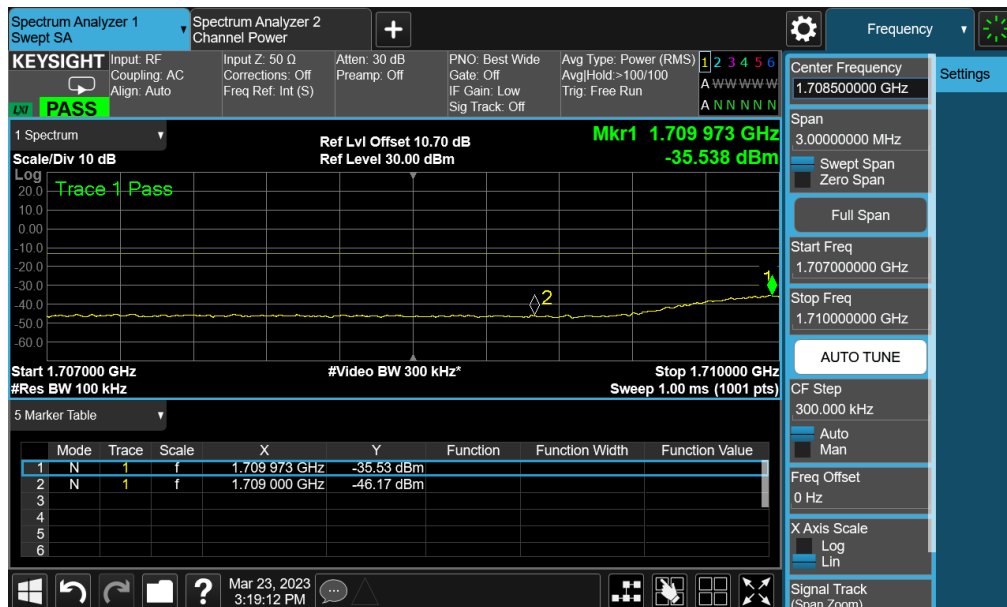 Spectrum Analyzer 1
Swept SA
Spectrum Analyzer 2
Channel Power
Frequency
KEYSIGHT
LXI
PASS
Input: RF
Coupling: AC
Align: Auto
Input Z: 50 Ω
Corrections: Off
Freq Ref: Int (S)
Atten: 30 dB
Preamp: Off
PNO: Best Wide
Gate: Off
IF Gain: Low
Sig Track: Off
Avg Type: Power (RMS)
Avg|Hold:>100/100
Trig: Free Run
1 2 3 4 5 6
A W W W W W
A N N N N N
1 Spectrum
Scale/Div 10 dB
Ref Lvl Offset 10.70 dB
Ref Level 30.00 dBm
Mkr1 1.709 973 GHz
-35.538 dBm
Log
Trace 1 Pass
20.0
10.0
0.00
-10.0
-20.0
-30.0
-40.0
-50.0
-60.0
1
2
Start 1.707000 GHz
#Res BW 100 kHz
#Video BW 300 kHz*
Stop 1.710000 GHz
Sweep 1.00 ms (1001 pts)
5 Marker Table
Mode Trace Scale X Y Function Function Width Function Value
1 N 1 f 1.709 973 GHz -35.53 dBm
2 N 1 f 1.709 000 GHz -46.17 dBm
3
4
5
6
Mar 23, 2023
3:19:12 PM
Center Frequency
1.708500000 GHz
Span
3.00000000 MHz
Swept Span
Zero Span
Full Span
Start Freq
1.707000000 GHz
Stop Freq
1.710000000 GHz
AUTO TUNE
CF Step
300.000 kHz
Auto
Man
Freq Offset
0 Hz
X Axis Scale
Log
Lin
Signal Track
(Span Zoom)
Settings